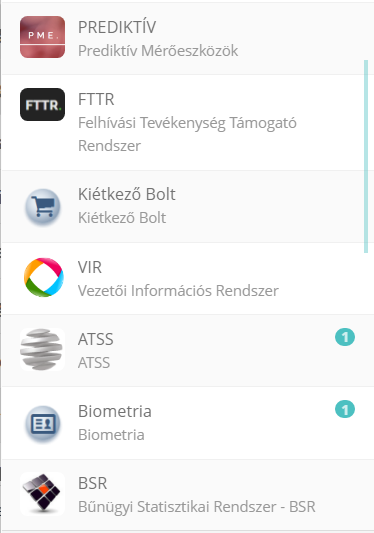 PME.
PREDIKTÍV
Prediktív Mérőeszközök
FTTR.
FTTR
Felhívási Tevékenység Támogató
Rendszer
Kiétkező Bolt
Kiétkező Bolt
VIR
Vezetői Információs Rendszer
ATSS
1
ATSS
Biometria
1
Biometria
BSR
Bűnügyi Statisztikai Rendszer - BSR